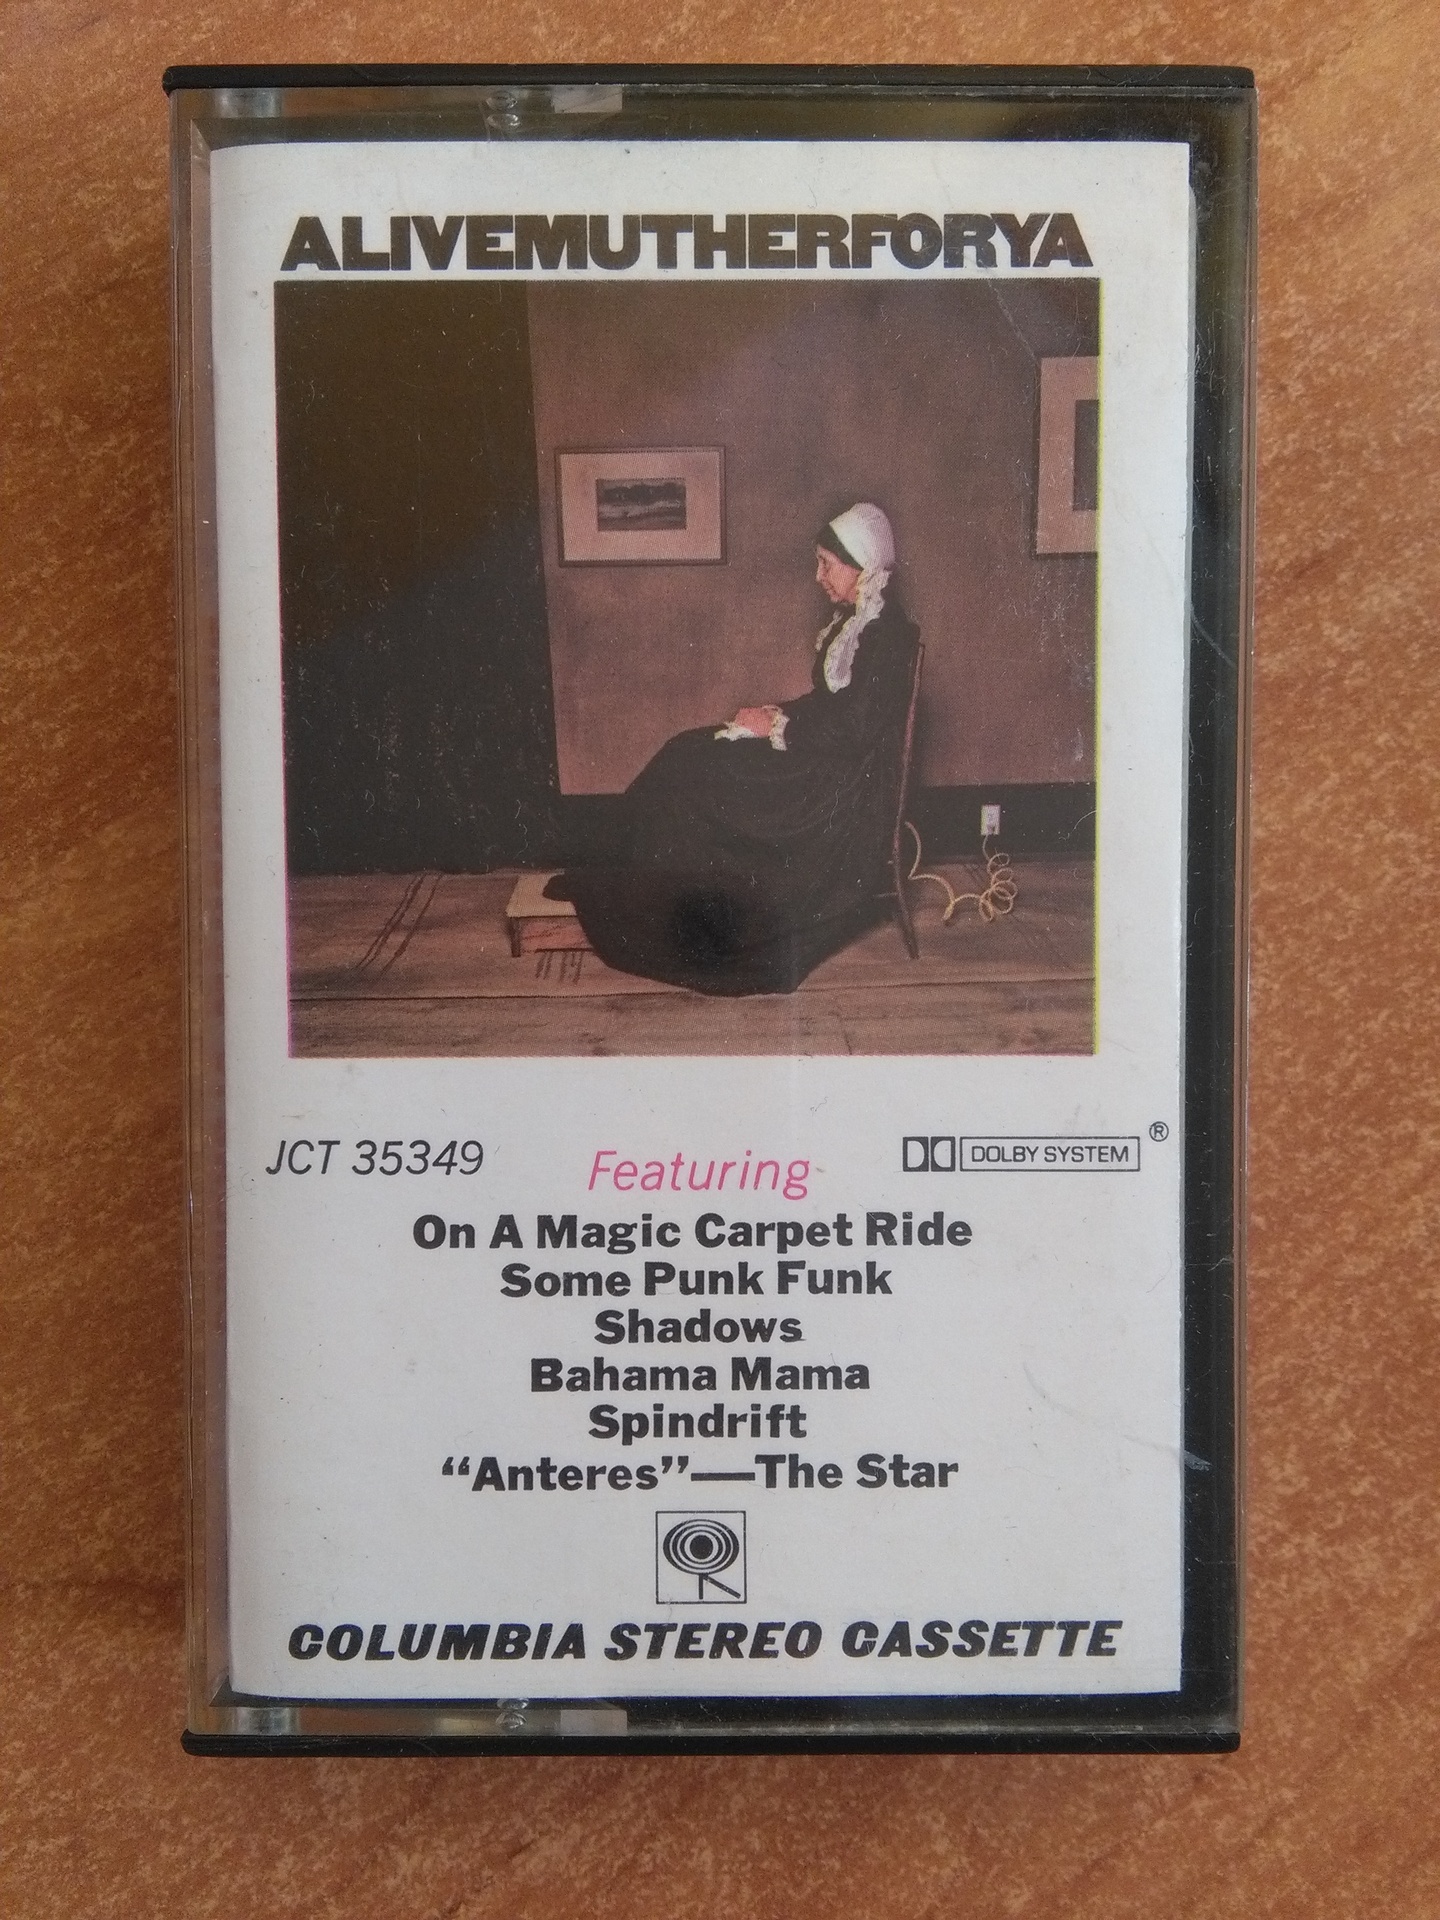 ALIVEMUTHERFORYA
JCT 35349
Featuring
DOLBY SYSTEM ®
On A Magic Carpet Ride
Some Punk Funk
Shadows
Bahama Mama
Spindrift
“Anteres”—The Star
COLUMBIA STEREO CASSETTE